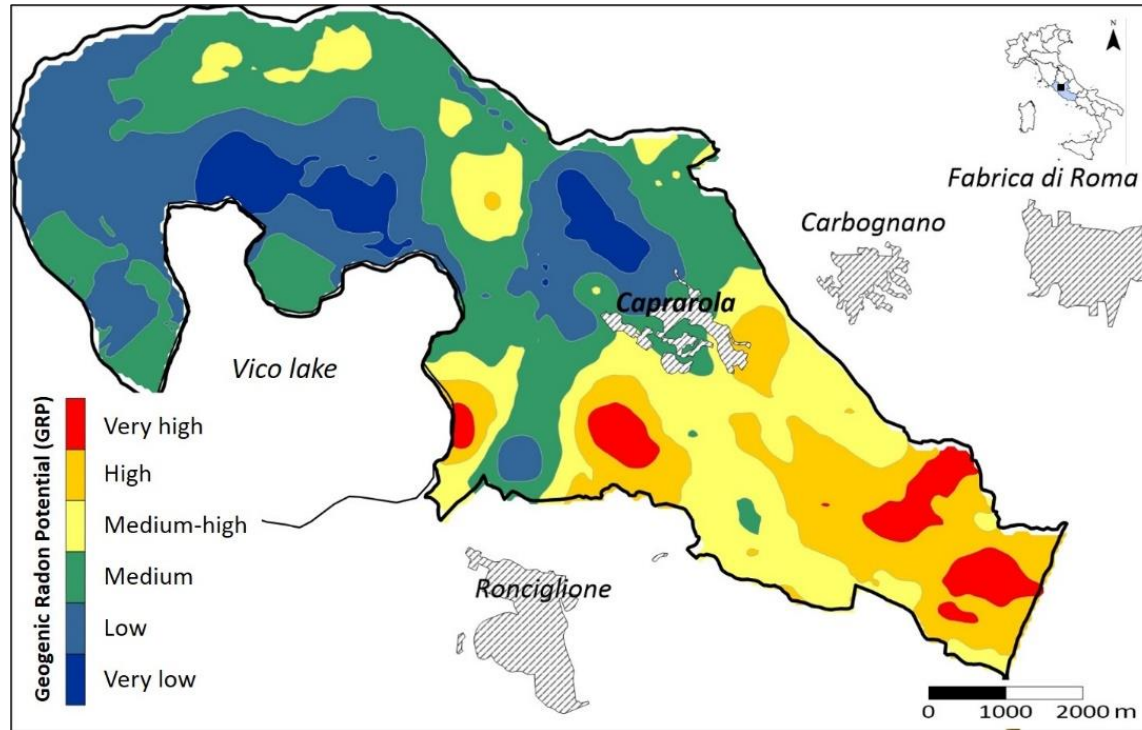 N
Fabrica di Roma
Carbognano
Caprarola
Vico lake
Geogenic Radon Potential (GRP)
Very high
High
Medium-high
Medium
Low
Very low
Ronciglione
0 1000 2000 m